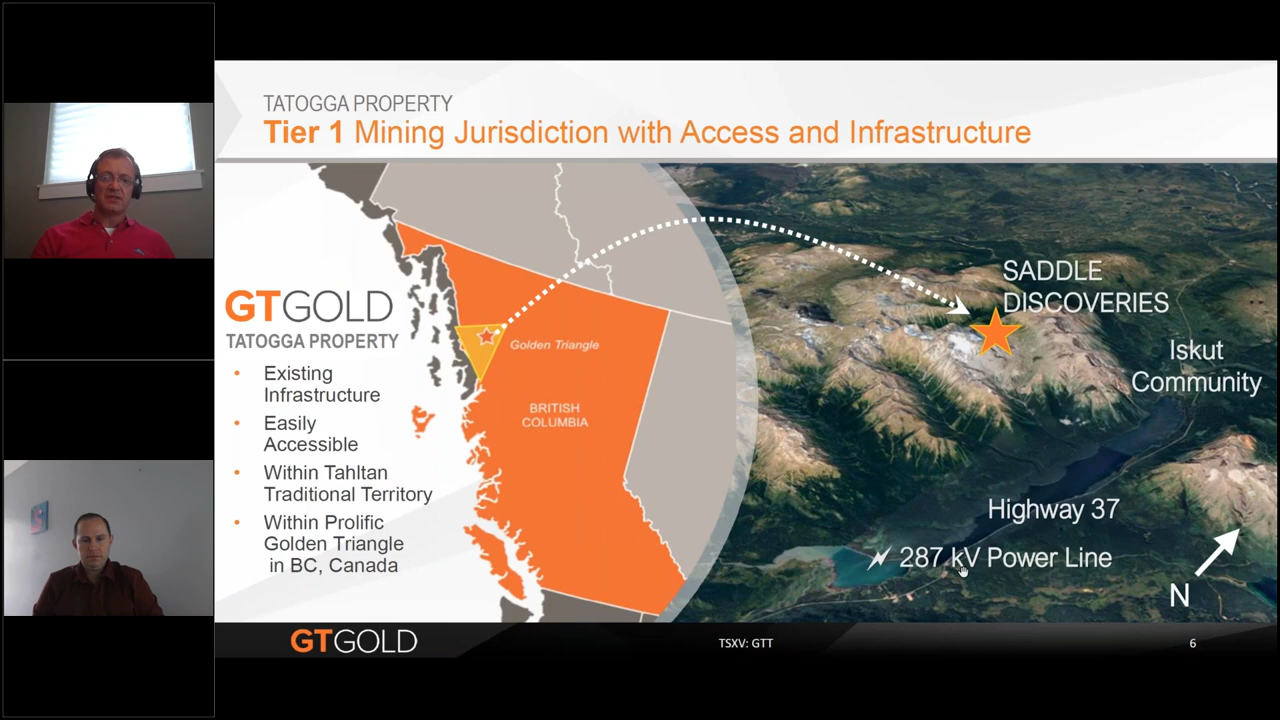 TATOGGA PROPERTY
Tier 1 Mining Jurisdiction with Access and Infrastructure
GTGOLD
TATOGGA PROPERTY
• Existing
Infrastructure
• Easily
Accessible
• Within Tahltan
Traditional Territory
• Within Prolific
Golden Triangle
in BC, Canada
Golden Triangle
BRITISH
COLUMBIA
SADDLE
DISCOVERIES
Iskut
Community
Highway 37
287 kV Power Line
N
GTGOLD
TSXV: GTT
6